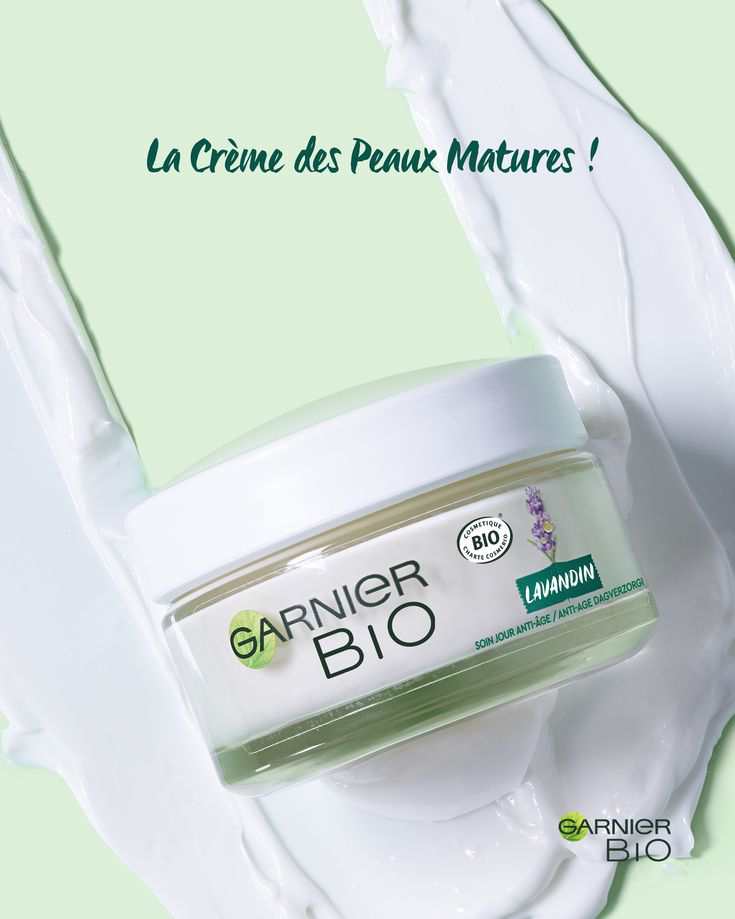 La Crème des Peaux Matures !
COSMETIQUE
BIO
CHARTE COSMEBIO
LAVANDIN
GARNIER
BIO
SOIN JOUR ANTI-ÂGE / ANTI-AGE DAGVERZORGI
GARNIER
BIO